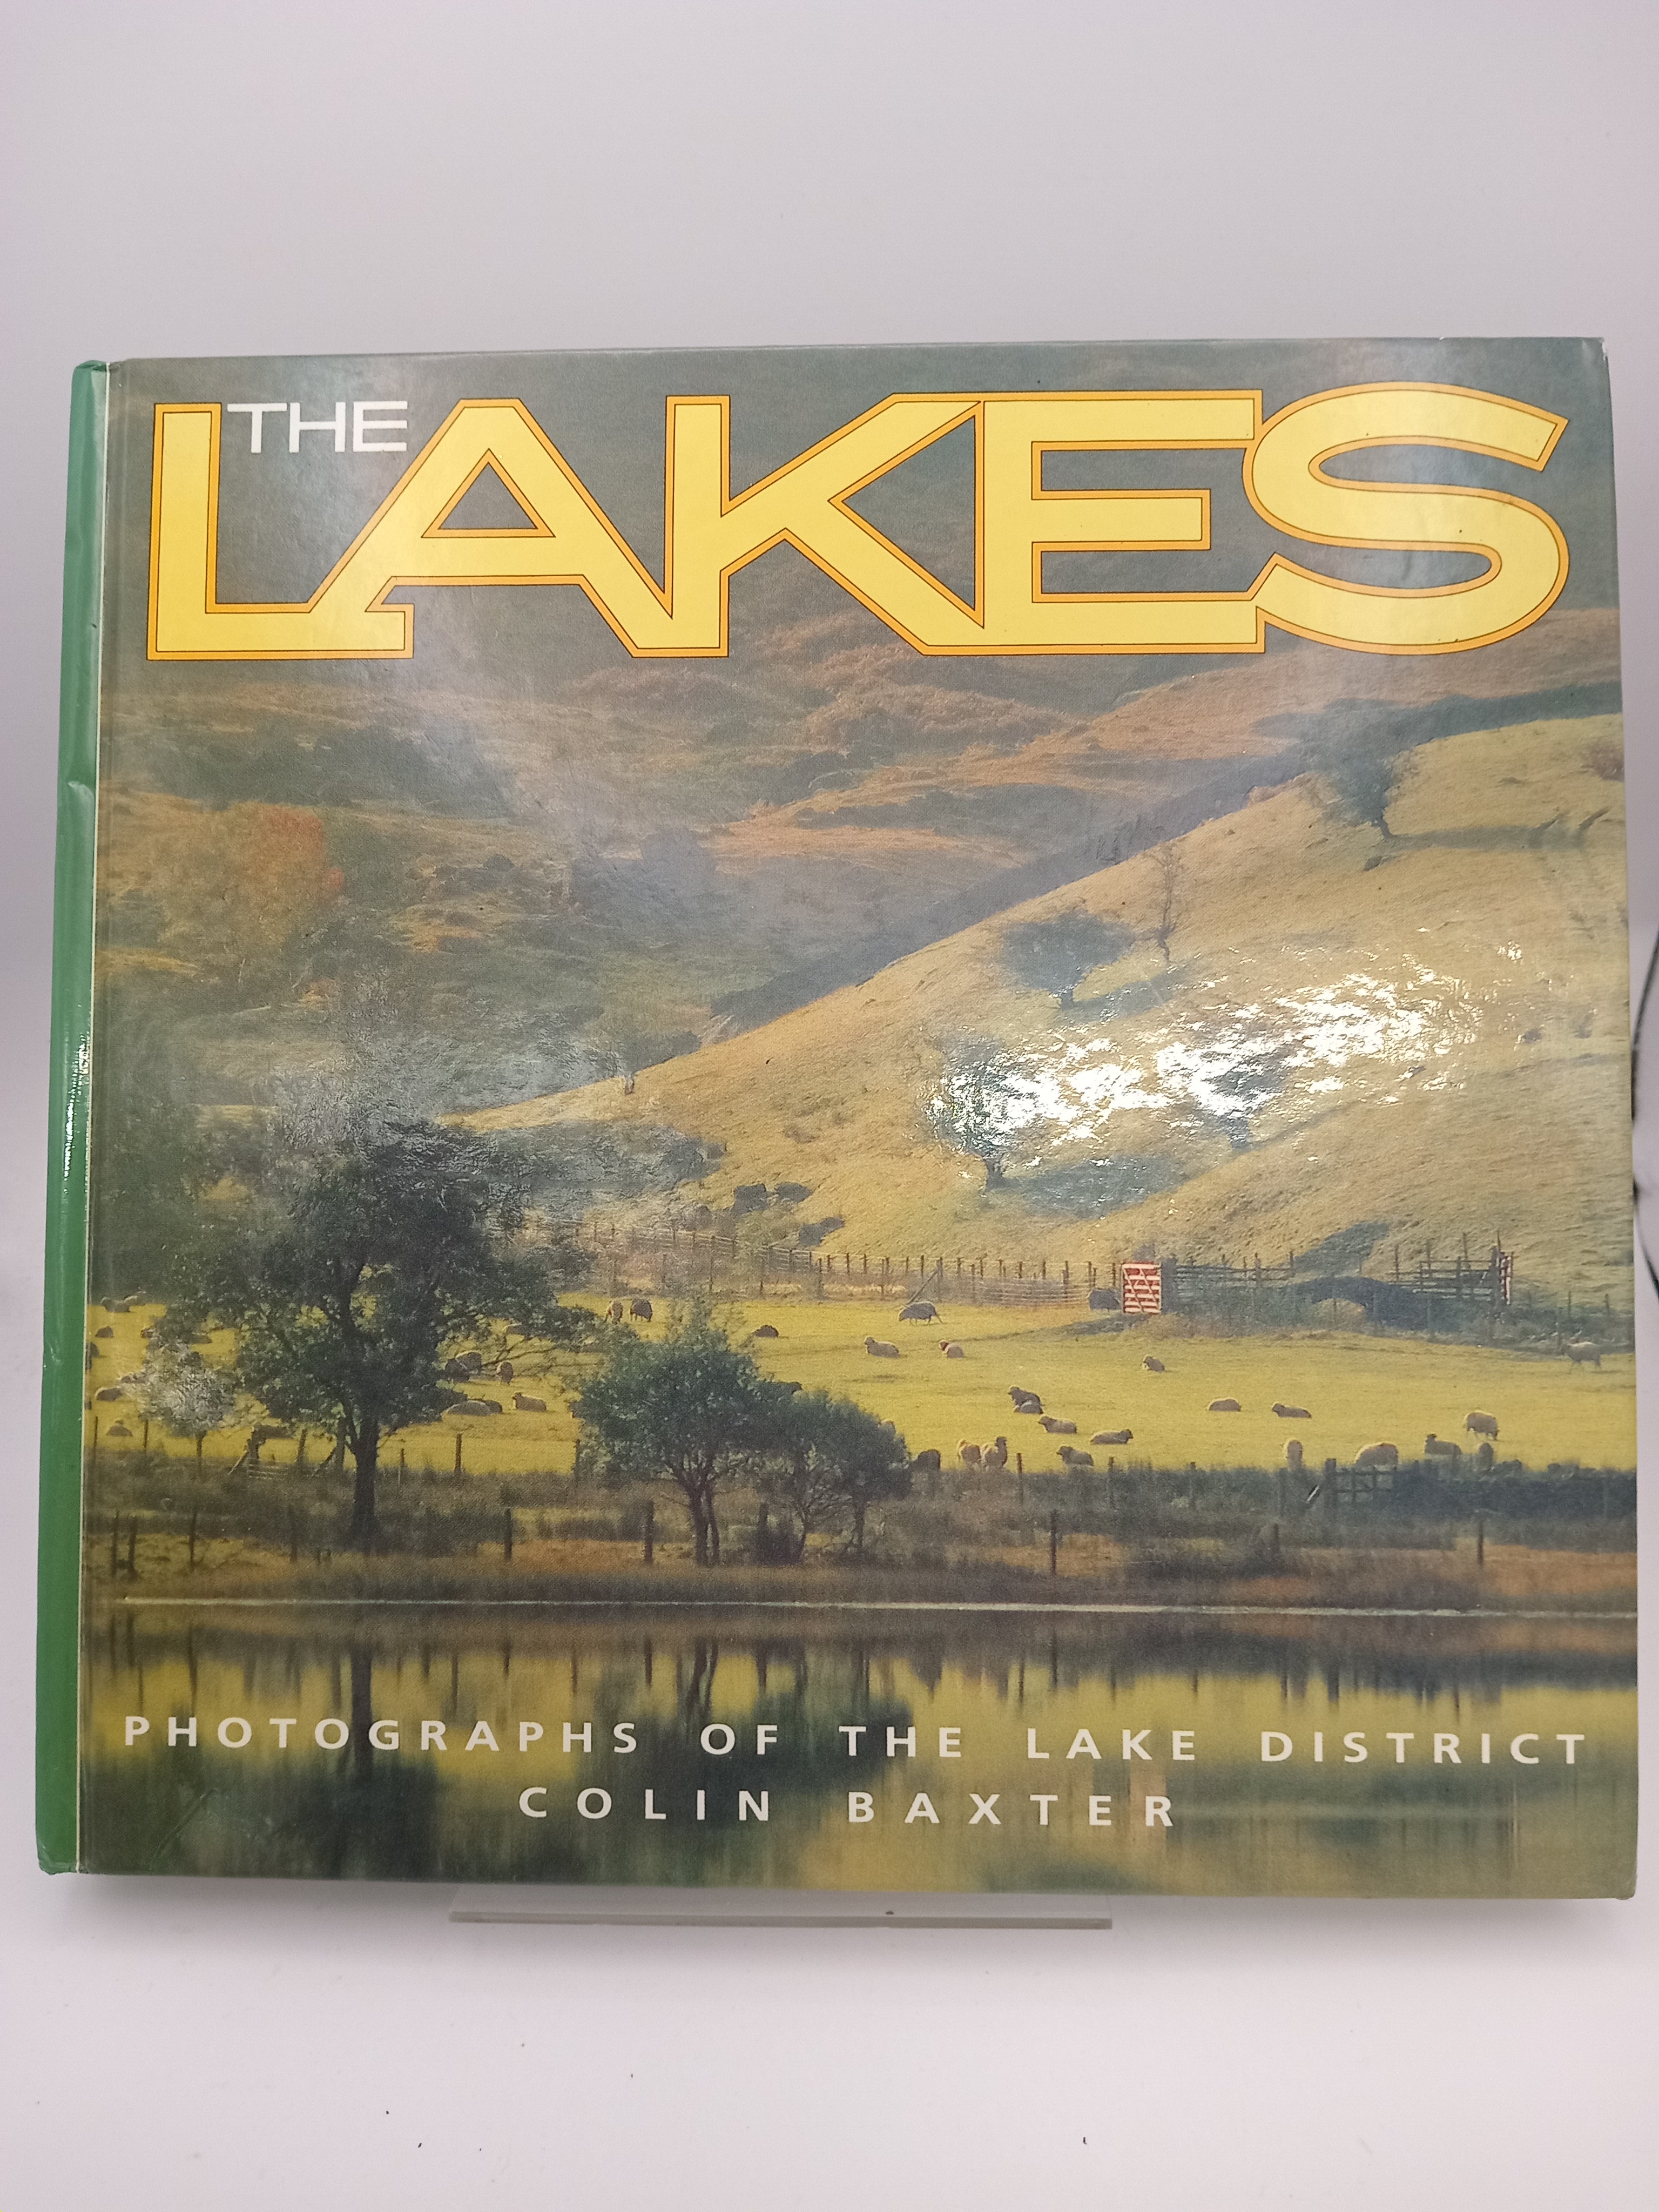 THE
LAKES
PHOTOGRAPHS OF THE LAKE DISTRICT
COLIN BAXTER